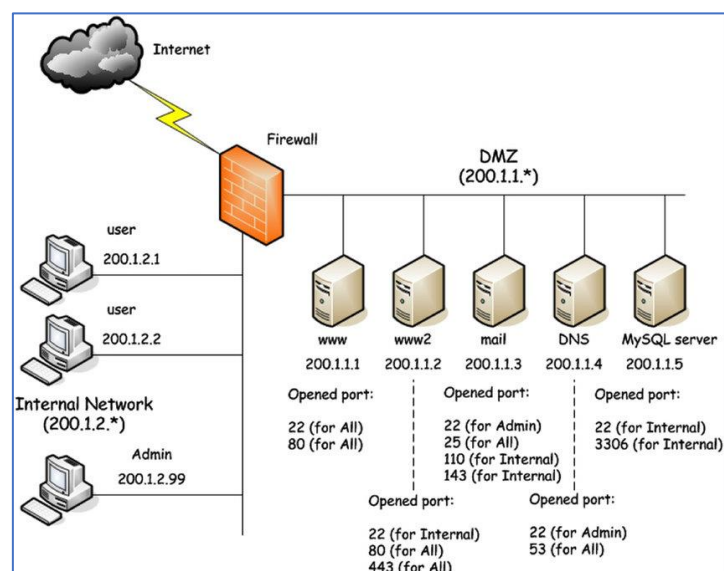 Internet
Firewall
DMZ
(200.1.1.*)
user
200.1.2.1
user
200.1.2.2
Internal Network
(200.1.2.*)
Admin
200.1.2.99
www
200.1.1.1
Opened port:
22 (for All)
80 (for All)
www2
200.1.1.2
Opened port:
22 (for Internal)
80 (for All)
443 (for All)
mail
200.1.1.3
Opened port:
22 (for Admin)
25 (for All)
110 (for Internal)
143 (for Internal)
DNS
200.1.1.4
Opened port:
22 (for Admin)
53 (for All)
MySQL server
200.1.1.5
Opened port:
22 (for Internal)
3306 (for Internal)